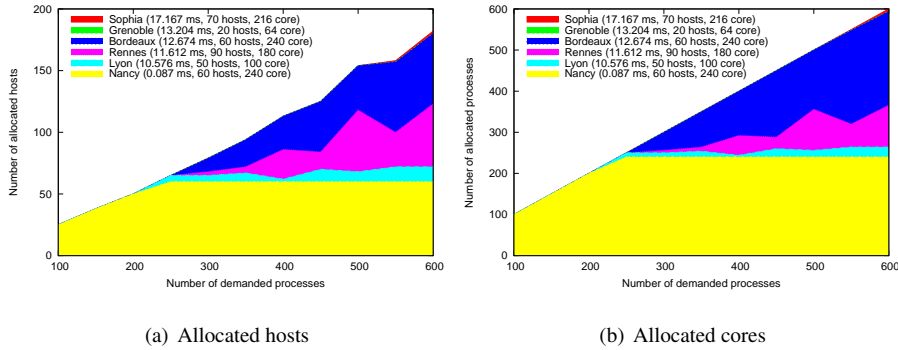 Number of allocated hosts
200
150
100
50
0
Sophia (17.167 ms, 70 hosts, 216 core)
Grenoble (13.204 ms, 20 hosts, 64 core)
Bordeaux (12.674 ms, 60 hosts, 240 core)
Rennes (11.612 ms, 90 hosts, 180 core)
Lyon (10.576 ms, 50 hosts, 100 core)
Nancy (0.087 ms, 60 hosts, 240 core)
100 200 300 400 500 600
Number of demanded processes
(a) Allocated hosts
Number of allocated processes
600
500
400
300
200
100
0
Sophia (17.167 ms, 70 hosts, 216 core)
Grenoble (13.204 ms, 20 hosts, 64 core)
Bordeaux (12.674 ms, 60 hosts, 240 core)
Rennes (11.612 ms, 90 hosts, 180 core)
Lyon (10.576 ms, 50 hosts, 100 core)
Nancy (0.087 ms, 60 hosts, 240 core)
100 200 300 400 500 600
Number of demanded processes
(b) Allocated cores